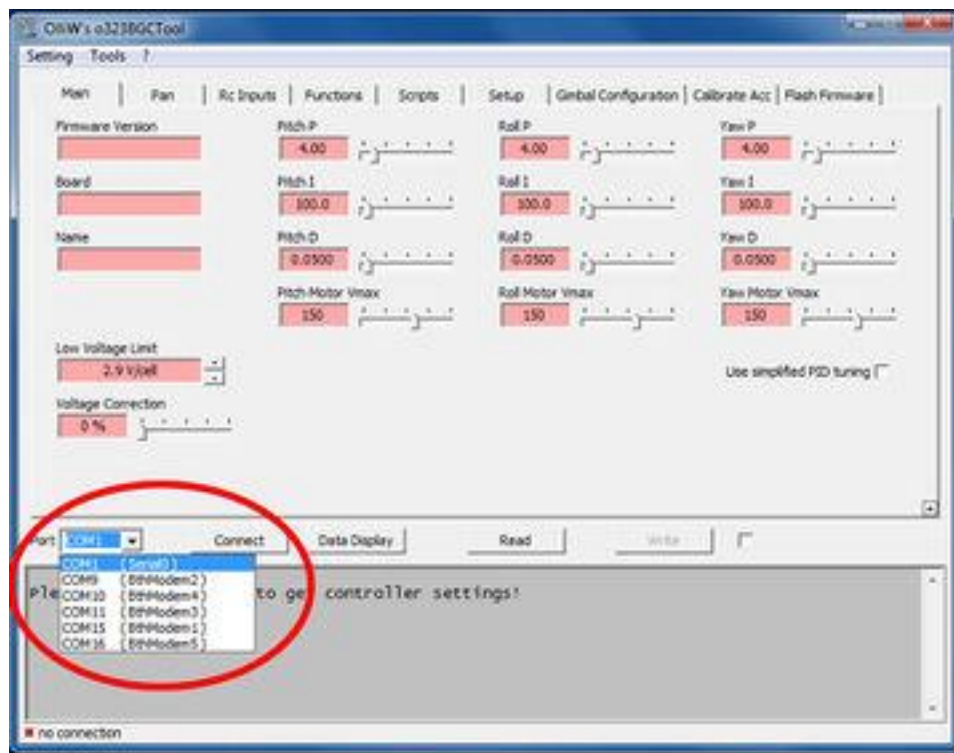 OlliW's o323BGCTool
Setting Tools ?
Main Pan Rc Inputs Functions Scripts Setup Gimbal Configuration Calibrate Acc Flash Firmware
Firmware Version Pitch P Roll P Yaw P
4.00 4.00 4.00
Board Pitch I Roll I Yaw I
100.0 100.0 100.0
Name Pitch D Roll D Yaw D
0.0500 0.0500 0.0500
Pitch Motor Vmax Roll Motor Vmax Yaw Motor Vmax
150 150 150
Low Voltage Limit
2.9 V/cell
Use simplified PID tuning
Voltage Correction
0 %
Port COM1 Connect Data Display Read Write
COM1 (Serial0)
COM9 (BthModem2)
COM10 (BthModem4)
COM11 (BthModem3)
COM15 (BthModem1)
COM16 (BthModem5)
Ple to get controller settings!
no connection